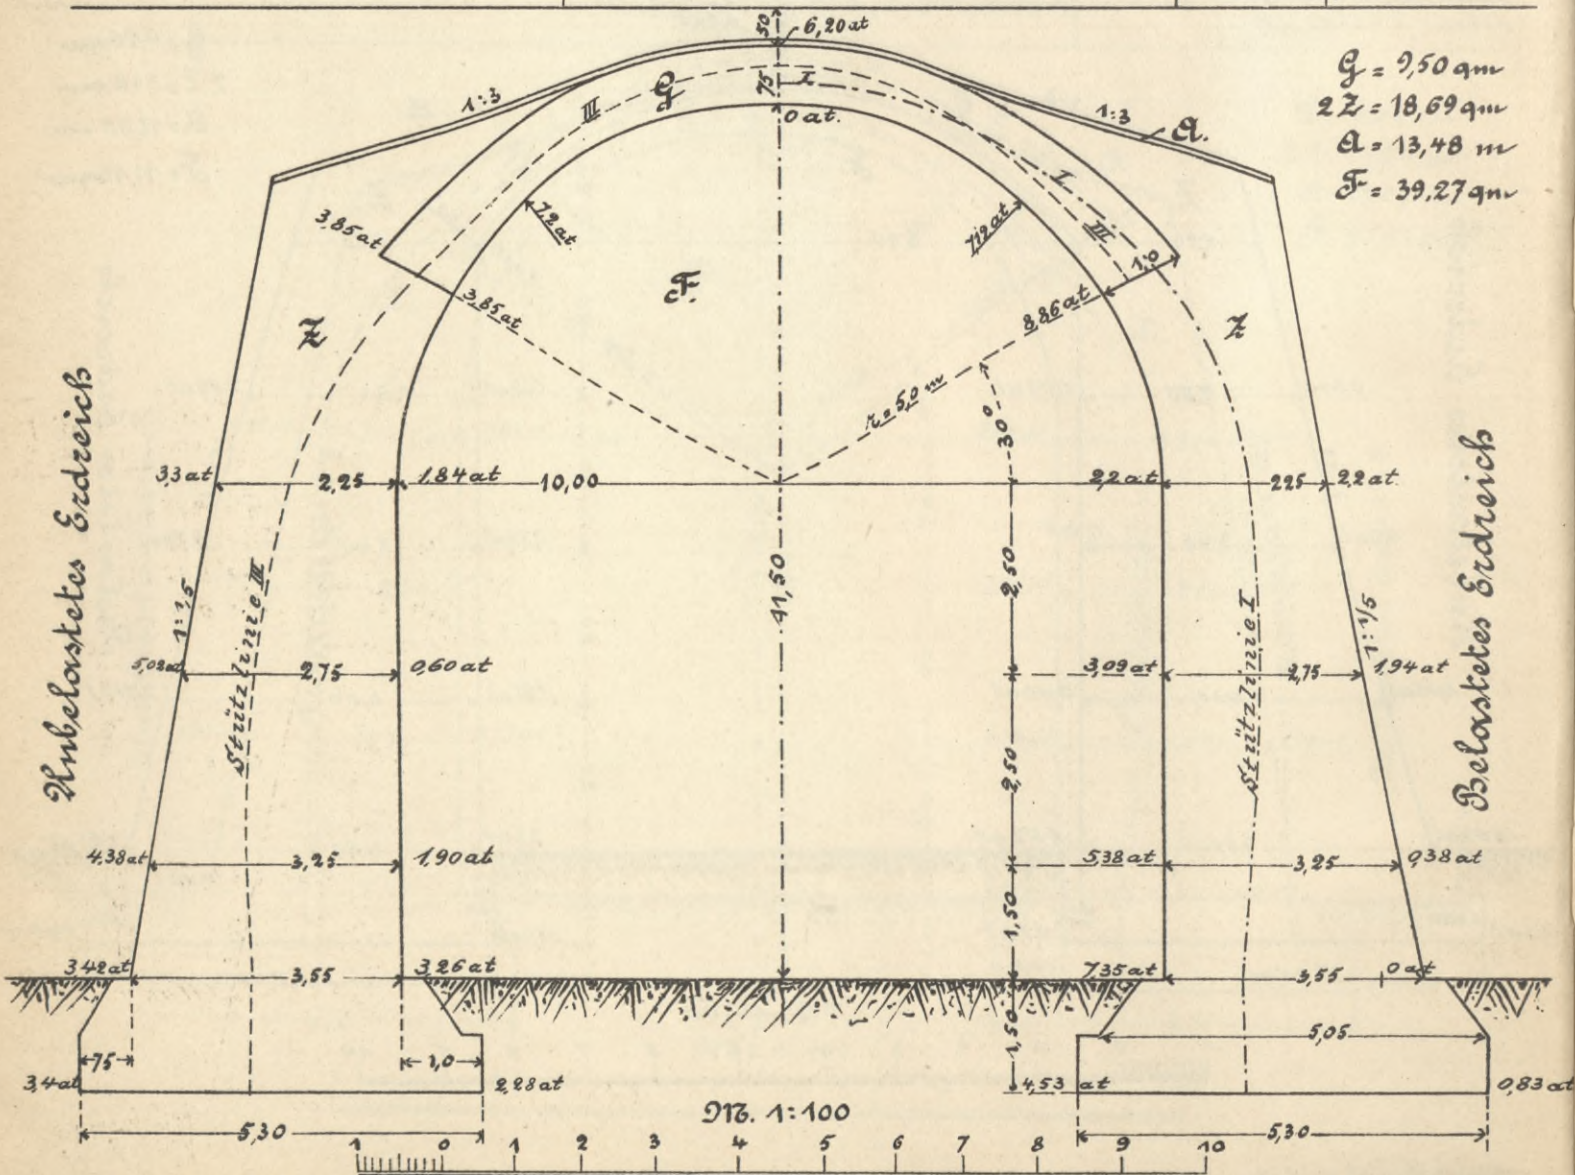 50
6,20 at
G = 9,50 qm
2Z = 18,69 qm
A = 13,48 m
F = 39,27 qm
1:3
III
G
75
I
0 at.
1:3
A.
I
III
1,0
3,85 at
7,2 at.
7,12 at
3,85 at
F.
8,86 at
Z
Z
r = 5,0 m
30°
Unbelastetes Erdreich
Belastetes Erdreich
3,3 at
2,25
1,84 at
10,00
2,2 at
225
2,2 at.
2,50
11,50
Stützlinie III
Stützlinie I
1:1/5
1:1/5
5,02 at
2,75
0,60 at
3,09 at
2,75
1,94 at
2,50
4,38 at
3,25
1,90 at
5,38 at
3,25
0,38 at
1,50
3,42 at
3,55
3,26 at
7,35 at
3,55
0 at
1,50
5,05
75
1,0
3,4 at
2,28 at
4,53 at
0,83 at
M. 1:100
5,30
5,30
1 0 1 2 3 4 5 6 7 8 9 10